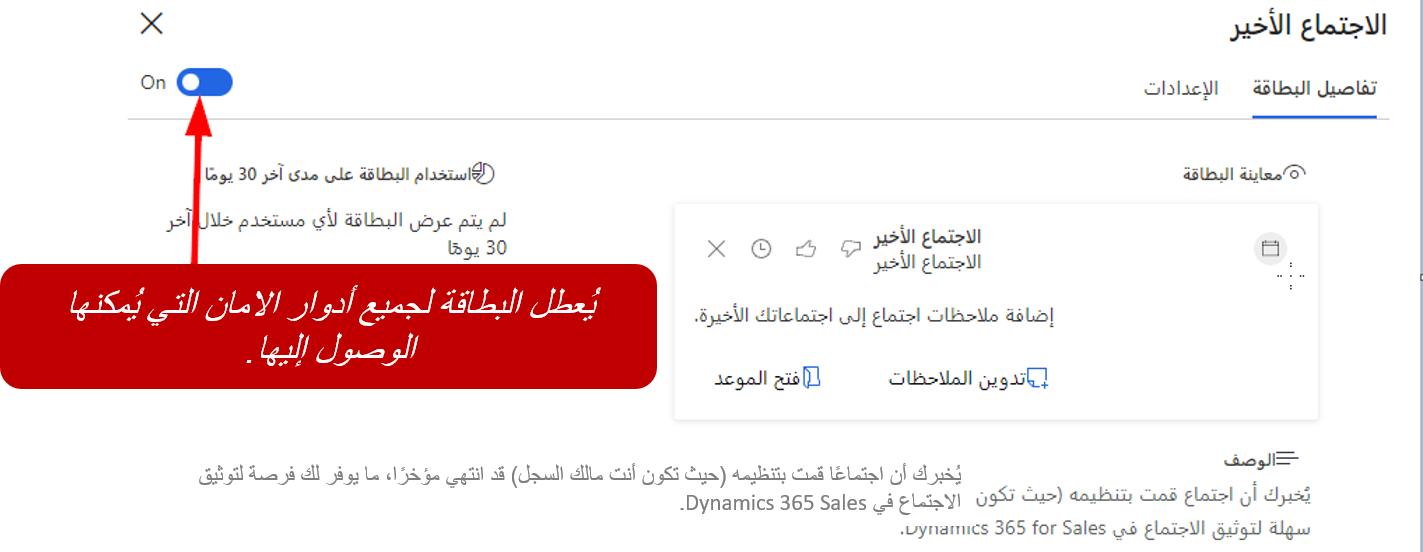 الاجتماع الأخير
On
تفاصيل البطاقة
الإعدادات
معاينة البطاقة
الاجتماع الأخير
الاجتماع الأخير
إضافة ملاحظات اجتماع إلى اجتماعاتك الأخيرة.
تدوين الملاحظات
فتح الموعد
استخدام البطاقة على مدى آخر 30 يومًا
لم يتم عرض البطاقة لأي مستخدم خلال آخر
30 يومًا
يُعطل البطاقة لجميع أدوار الامان التي يُمكنها
الوصول إليها.
الوصف
يُخبرك أن اجتماعًا قمت بتنظيمه (حيث تكون أنت مالك السجل) قد انتهي مؤخرًا، ما يوفر لك فرصة لتوثيق
الاجتماع في Dynamics 365 Sales.
يُخبرك أن اجتماع قمت بتنظيمه (حيث تكون
سهلة لتوثيق الاجتماع في Dynamics 365 for Sales.